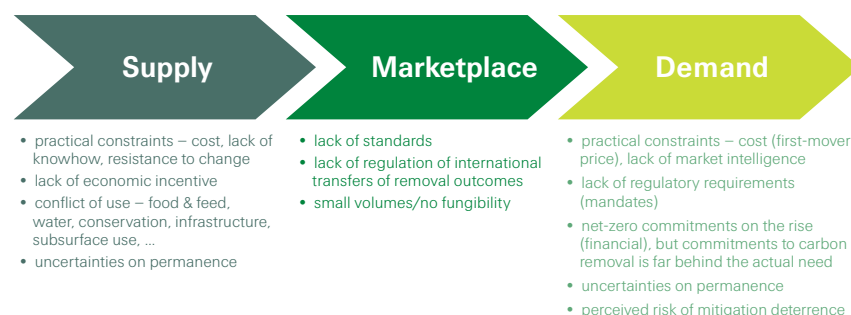 Supply
Marketplace
Demand
• practical constraints – cost, lack of
knowhow, resistance to change
• lack of economic incentive
• conflict of use – food & feed,
water, conservation, infrastructure,
subsurface use, ...
• uncertainties on permanence
• lack of standards
• lack of regulation of international
transfers of removal outcomes
• small volumes/no fungibility
• practical constraints – cost (first-mover
price), lack of market intelligence
• lack of regulatory requirements
(mandates)
• net-zero commitments on the rise
(financial), but commitments to carbon
removal is far behind the actual need
• uncertainties on permanence
• perceived risk of mitigation deterrence